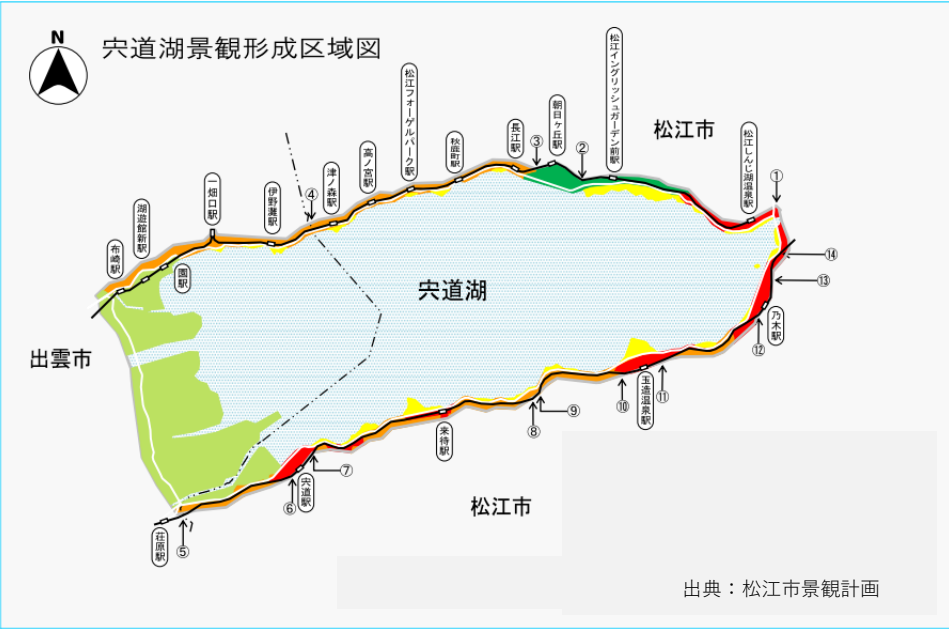 N
宍道湖景観形成区域図
松江イングリッシュガーデン前駅
松江フォーゲルパーク駅
朝日ヶ丘駅
長江駅
③
②
松江市
秋鹿町駅
松江しんじ湖温泉駅
高ノ宮駅
津ノ森駅
①
一畑口駅
伊野灘駅
④
湖遊館新駅
布崎駅
園駅
⑭
⑬
宍道湖
乃木駅
⑫
出雲市
玉造温泉駅
⑪
⑩
⑨
⑧
来待駅
⑦
宍道駅
⑥
松江市
荘原駅
⑤
出典：松江市景観計画